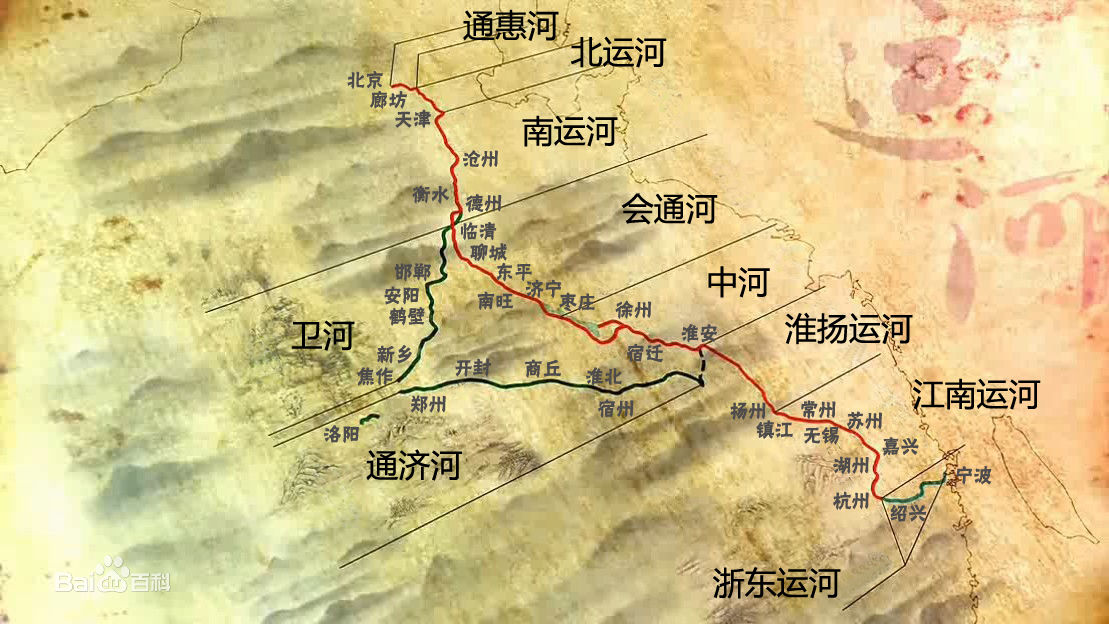 通惠河
北运河
北京
廊坊
天津
南运河
沧州
衡水
德州
会通河
临清
聊城
邯郸
东平
中河
安阳
南旺
济宁
枣庄
鹤壁
徐州
卫河
淮安
淮扬运河
新乡
宿迁
焦作
开封
商丘
淮北
江南运河
郑州
宿州
扬州
常州
镇江
无锡
苏州
洛阳
嘉兴
通济河
湖州
宁波
杭州
绍兴
Bai百科
浙东运河